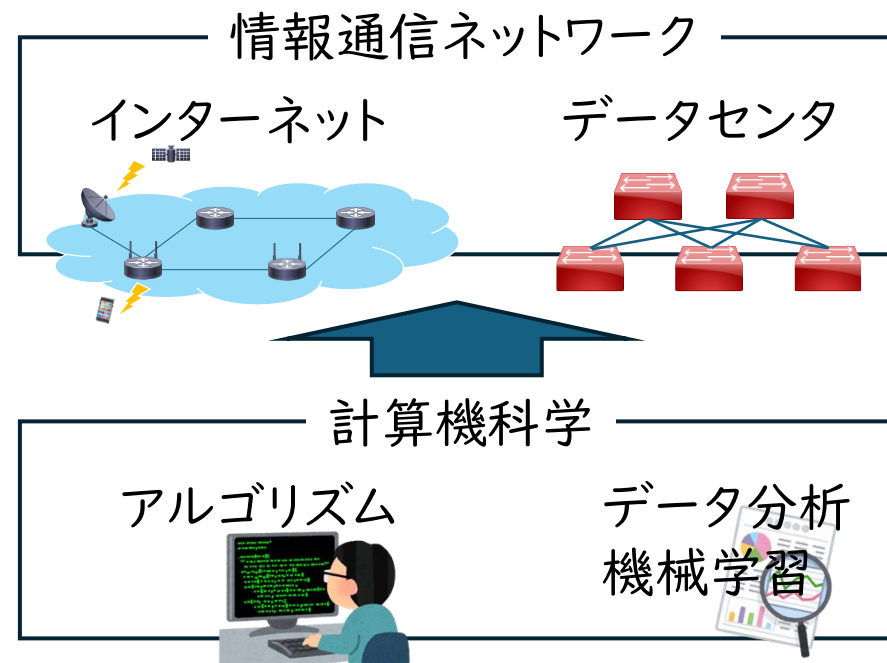 情報通信ネットワーク
インターネット
データセンタ
計算機科学
アルゴリズム
データ分析
機械学習